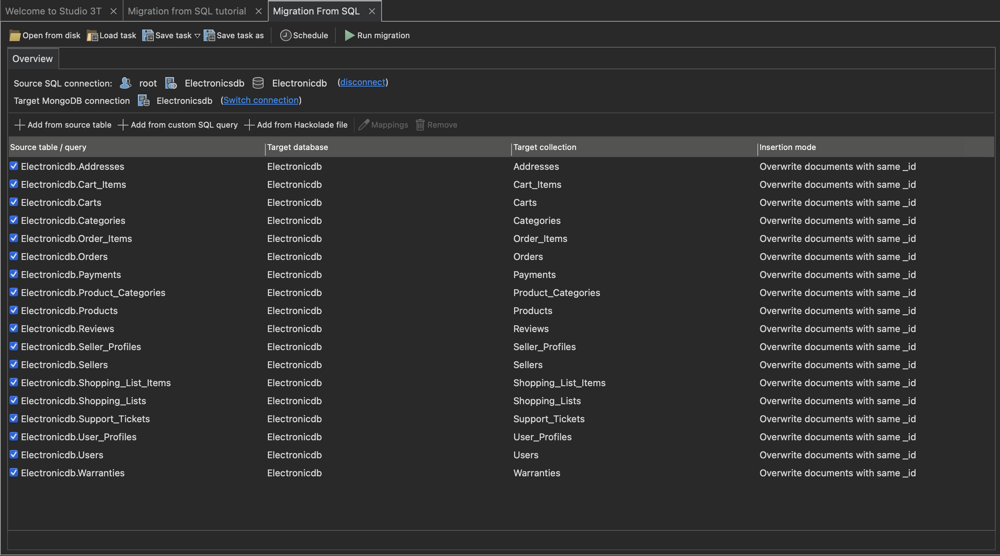 Welcome to Studio 3T Migration from SQL tutorial Migration From SQL
Open from disk Load task Save task Save task as Schedule Run migration
Overview
Source SQL connection: root Electronicsdb Electronicdb (disconnect)
Target MongoDB connection Electronicsdb (Switch connection)
Add from source table Add from custom SQL query Add from Hackolade file Mappings Remove
Source table / query Target database Target collection Insertion mode
Electronicdb.Addresses Electronicdb Addresses Overwrite documents with same _id
Electronicdb.Cart_Items Electronicdb Cart_Items Overwrite documents with same _id
Electronicdb.Carts Electronicdb Carts Overwrite documents with same _id
Electronicdb.Categories Electronicdb Categories Overwrite documents with same _id
Electronicdb.Order_Items Electronicdb Order_Items Overwrite documents with same _id
Electronicdb.Orders Electronicdb Orders Overwrite documents with same _id
Electronicdb.Payments Electronicdb Payments Overwrite documents with same _id
Electronicdb.Product_Categories Electronicdb Product_Categories Overwrite documents with same _id
Electronicdb.Products Electronicdb Products Overwrite documents with same _id
Electronicdb.Reviews Electronicdb Reviews Overwrite documents with same _id
Electronicdb.Seller_Profiles Electronicdb Seller_Profiles Overwrite documents with same _id
Electronicdb.Sellers Electronicdb Sellers Overwrite documents with same _id
Electronicdb.Shopping_List_Items Electronicdb Shopping_List_Items Overwrite documents with same _id
Electronicdb.Shopping_Lists Electronicdb Shopping_Lists Overwrite documents with same _id
Electronicdb.Support_Tickets Electronicdb Support_Tickets Overwrite documents with same _id
Electronicdb.User_Profiles Electronicdb User_Profiles Overwrite documents with same _id
Electronicdb.Users Electronicdb Users Overwrite documents with same _id
Electronicdb.Warranties Electronicdb Warranties Overwrite documents with same _id